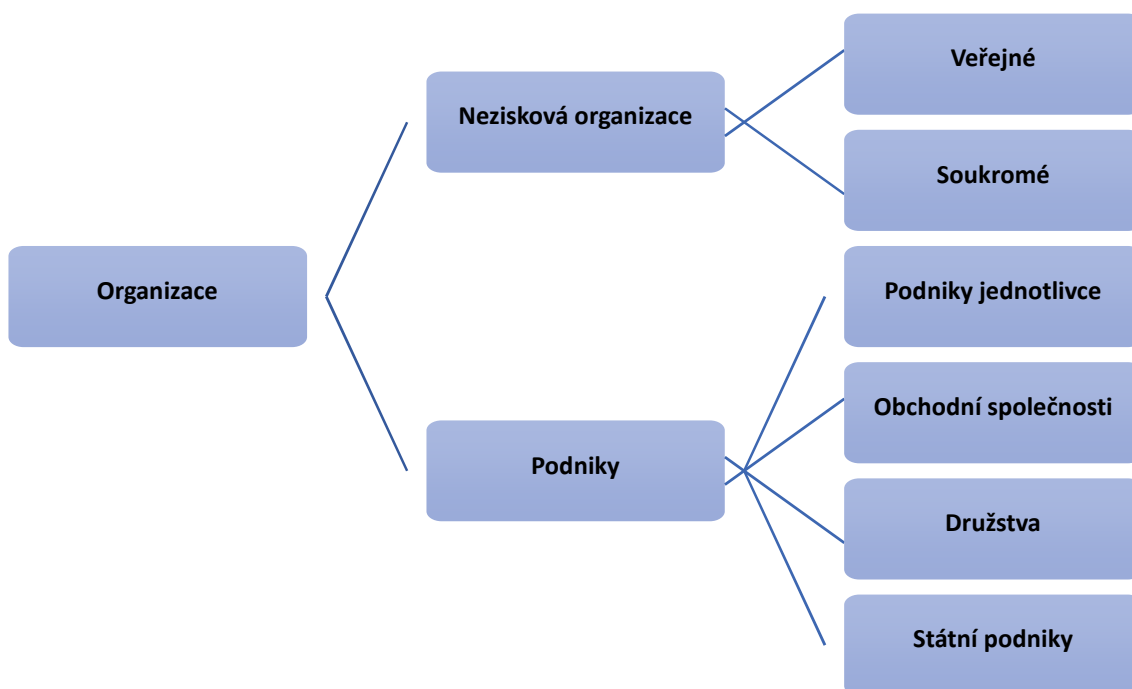 Organizace
Nezisková organizace
Veřejné
Soukromé
Podniky
Podniky jednotlivce
Obchodní společnosti
Družstva
Státní podniky